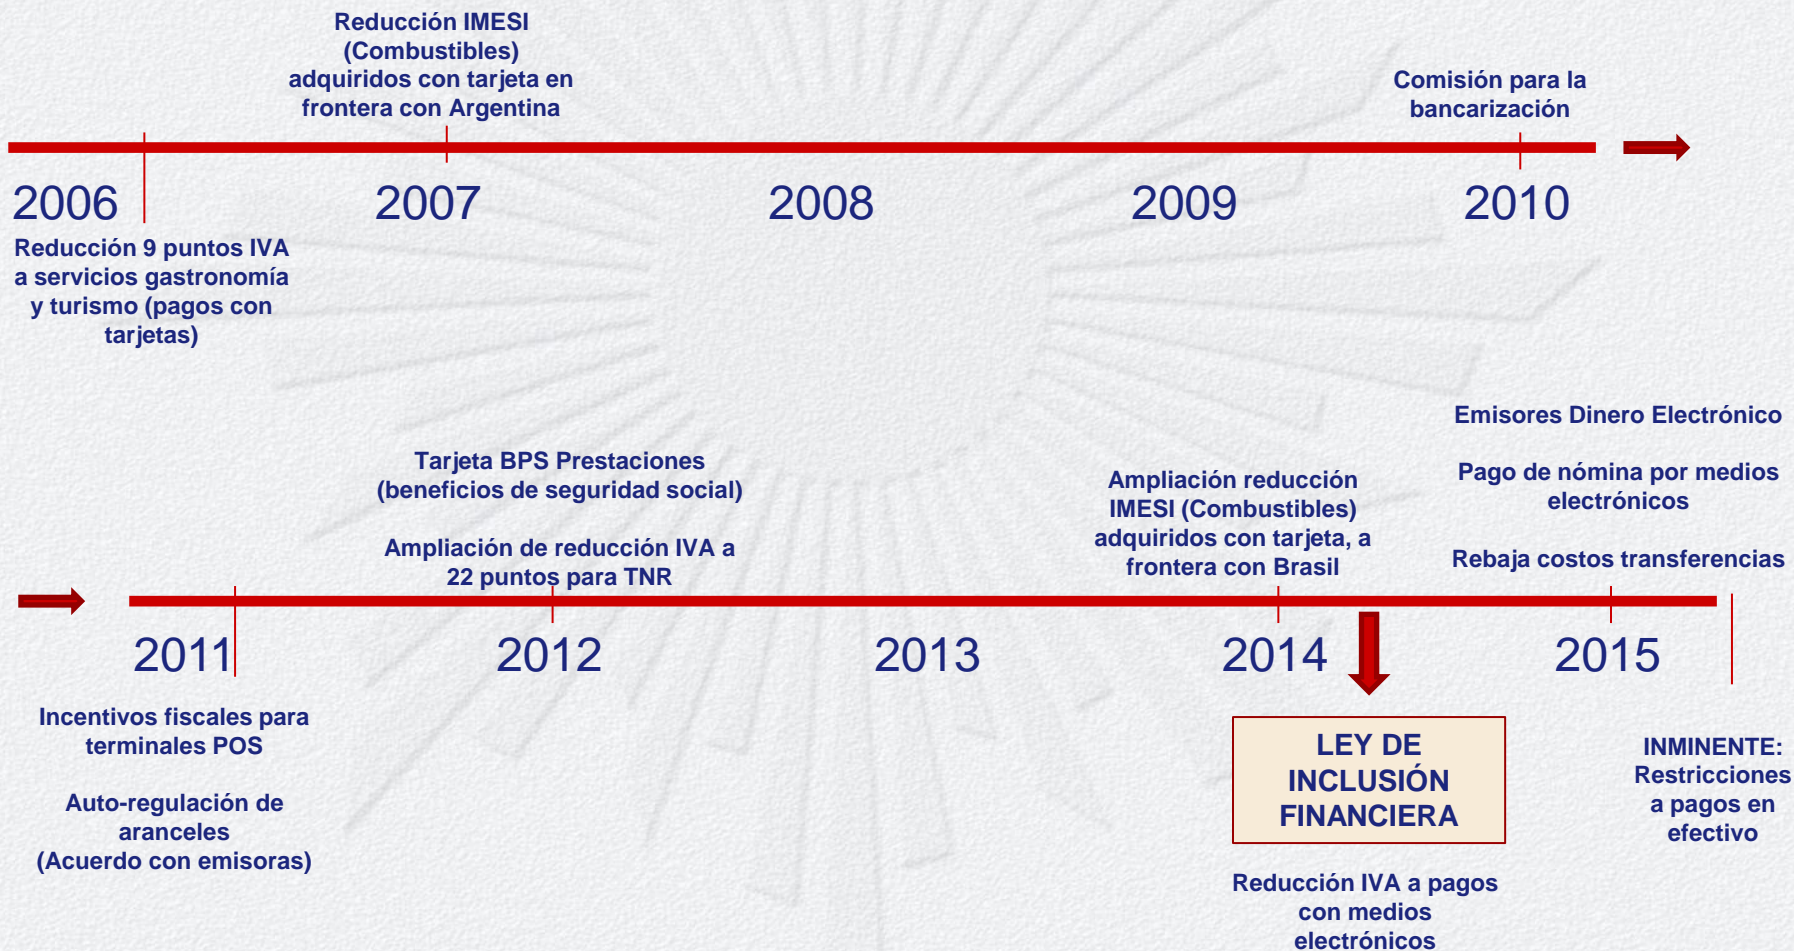 Reducción IMESI
(Combustibles)
adquiridos con tarjeta en
frontera con Argentina
Comisión para la
bancarización
2006
2007
2008
2009
2010
Reducción 9 puntos IVA
a servicios gastronomía
y turismo (pagos con
tarjetas)
Tarjeta BPS Prestaciones
(beneficios de seguridad social)
Ampliación de reducción IVA a
22 puntos para TNR
Ampliación reducción
IMESI (Combustibles)
adquiridos con tarjeta, a
frontera con Brasil
Emisores Dinero Electrónico
Pago de nómina por medios
electrónicos
Rebaja costos transferencias
2011
2012
2013
2014
2015
Incentivos fiscales para
terminales POS
Auto-regulación de
aranceles
(Acuerdo con emisoras)
LEY DE
INCLUSIÓN
FINANCIERA
Reducción IVA a pagos
con medios
electrónicos
INMINENTE:
Restricciones
a pagos en
efectivo